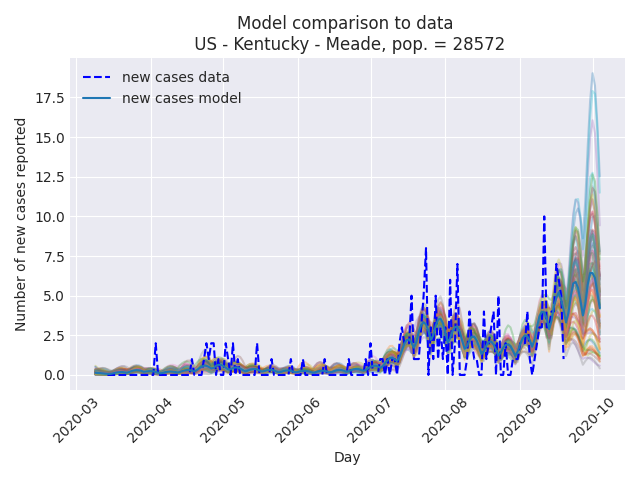 Model comparison to data
US - Kentucky - Meade, pop. = 28572
new cases data
new cases model
Number of new cases reported
17.5
15.0
12.5
10.0
7.5
5.0
2.5
0.0
2020-03
2020-04
2020-05
2020-06
2020-07
2020-08
2020-09
2020-10
Day